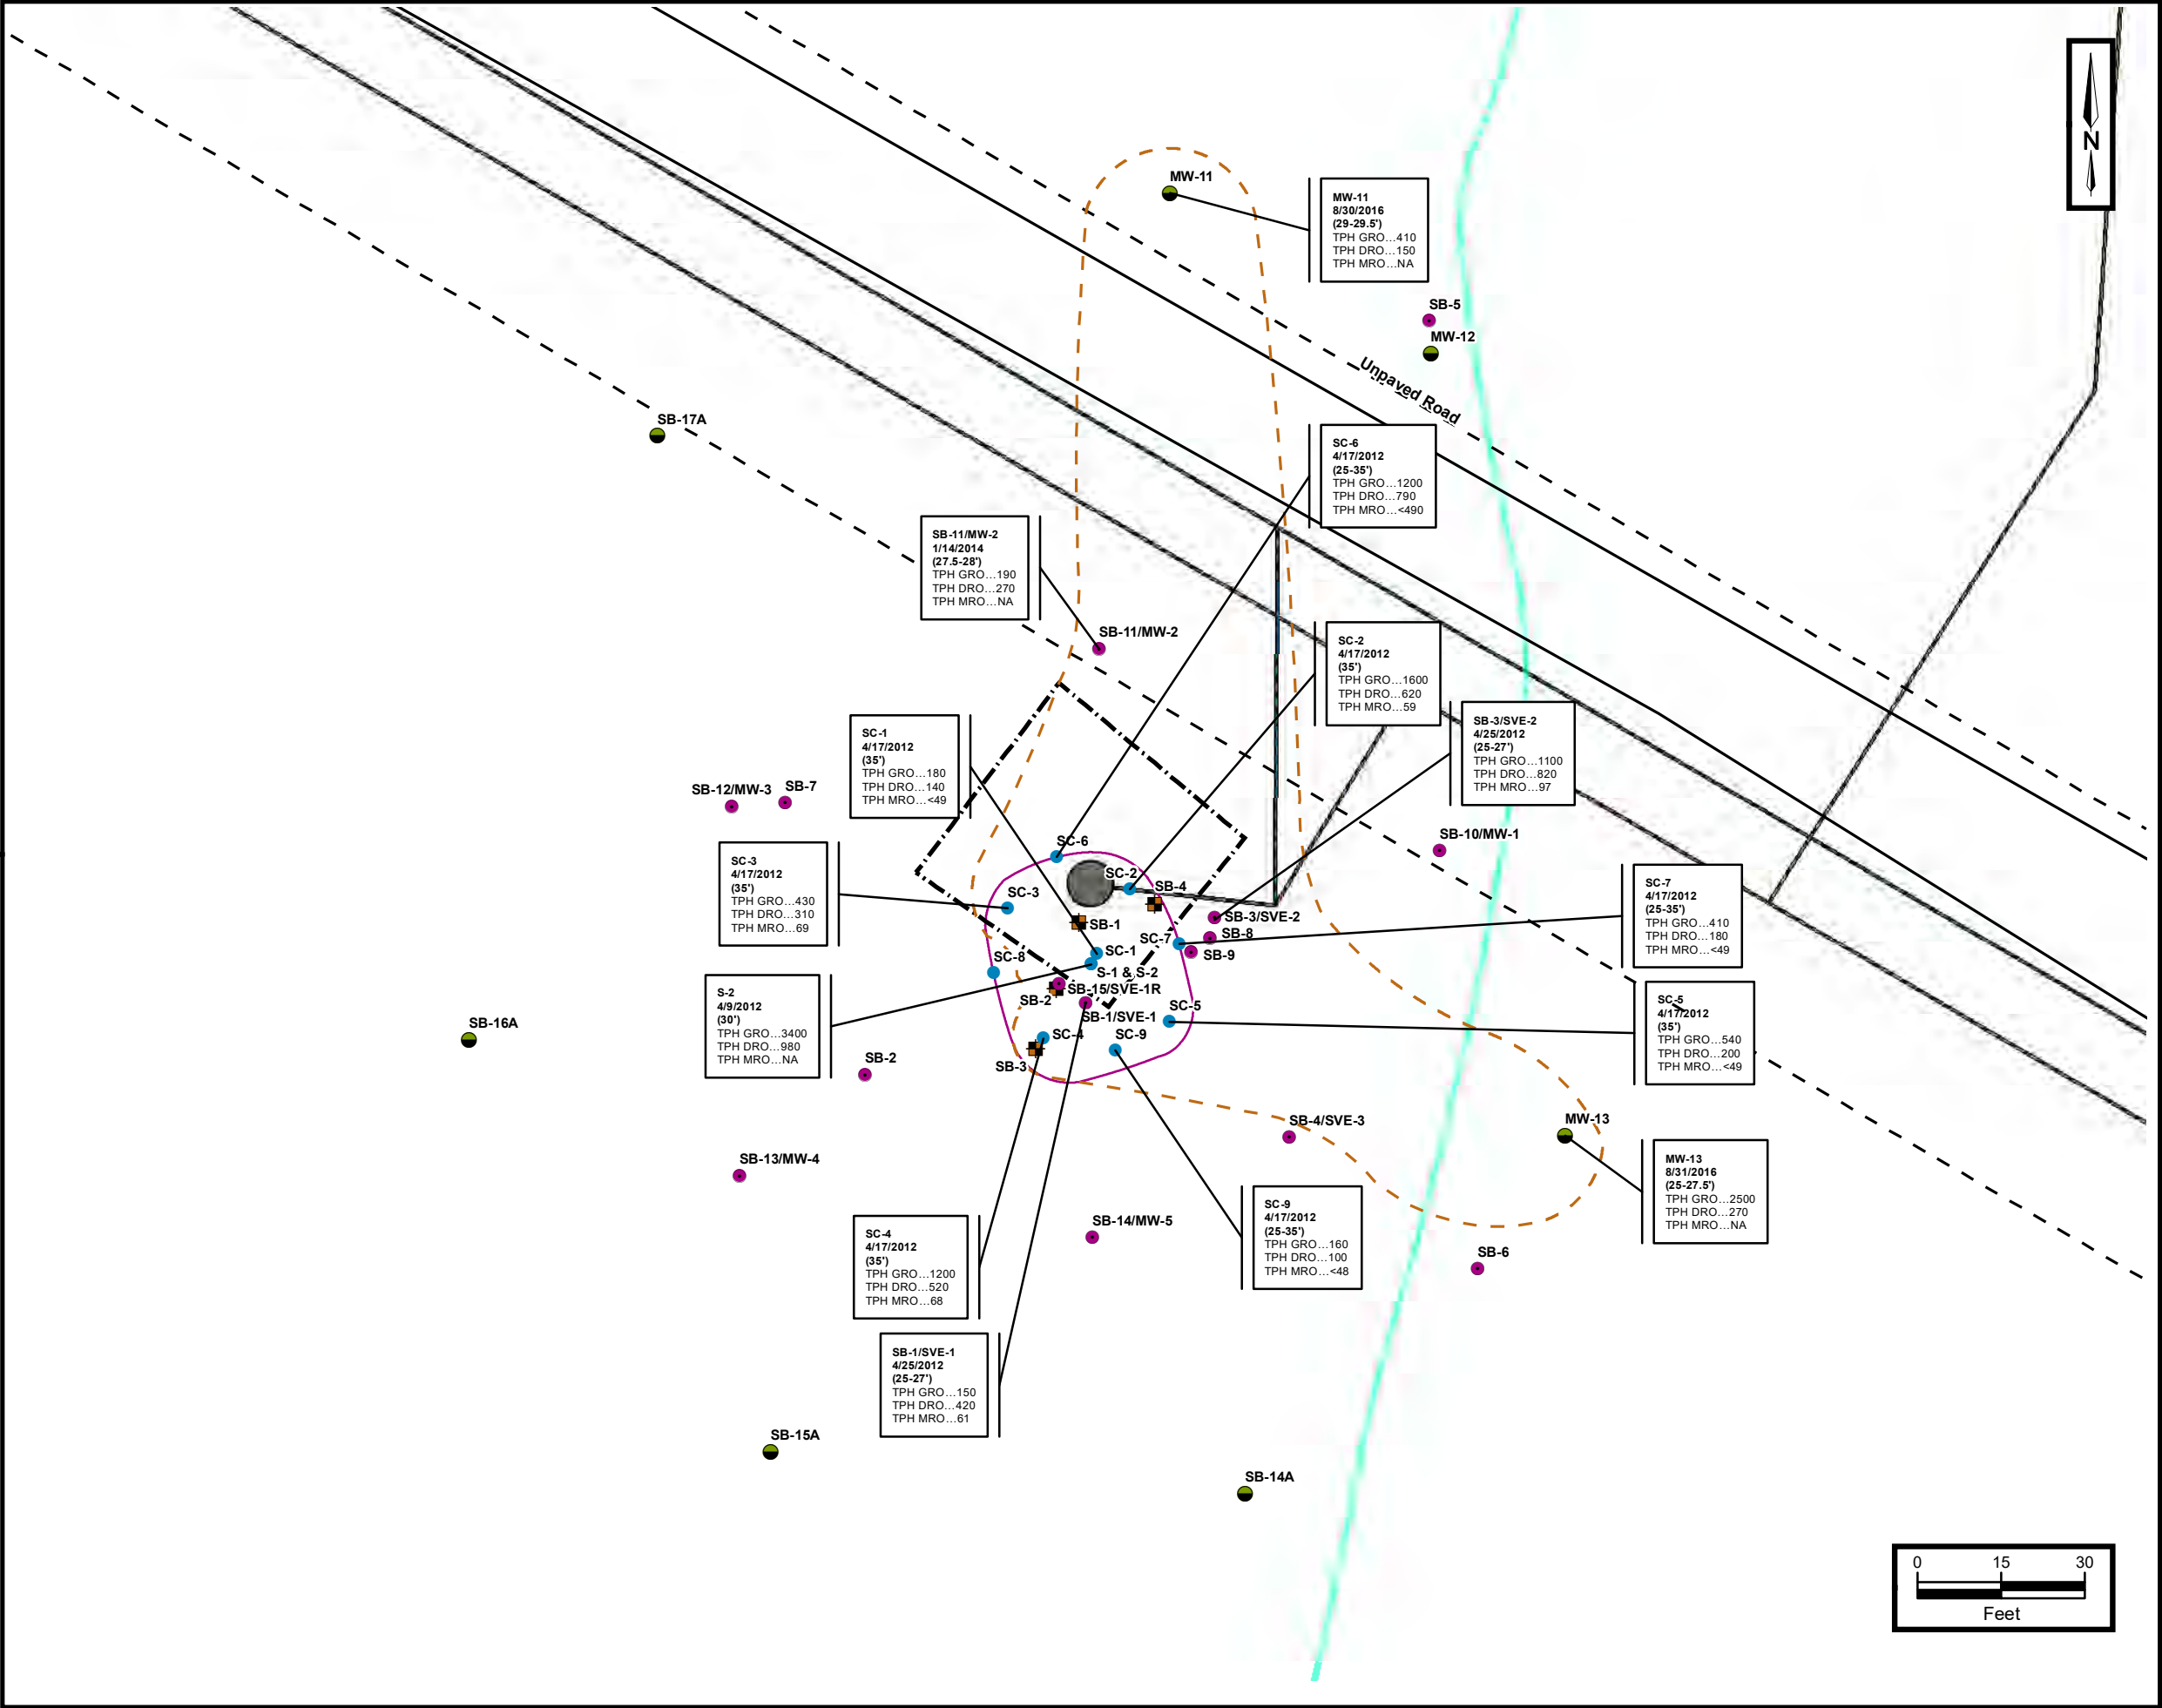 N
MW-11
MW-11
8/30/2016
(29-29.5')
TPH GRO...410
TPH DRO...150
TPH MRO...NA
SB-5
MW-12
Unpaved Road
SB-17A
SC-6
4/17/2012
(25-35')
TPH GRO...1200
TPH DRO...790
TPH MRO...<490
SB-11/MW-2
1/14/2014
(27.5-28')
TPH GRO...190
TPH DRO...270
TPH MRO...NA
SB-11/MW-2
SC-2
4/17/2012
(35')
TPH GRO...1600
TPH DRO...620
TPH MRO...59
SB-3/SVE-2
4/25/2012
(25-27')
TPH GRO...1100
TPH DRO...820
TPH MRO...97
SC-1
4/17/2012
(35')
TPH GRO...180
TPH DRO...140
TPH MRO...<49
SB-12/MW-3
SB-7
SB-10/MW-1
SC-6
SC-3
4/17/2012
(35')
TPH GRO...430
TPH DRO...310
TPH MRO...69
SC-2
SB-4
SC-3
SB-3/SVE-2
SB-1
SB-8
SC-7
SB-9
SC-1
SC-8
S-1 & S-2
SB-15/SVE-1R
SB-2
SC-5
SB-1/SVE-1
SC-9
SC-4
SB-3
SC-7
4/17/2012
(25-35')
TPH GRO...410
TPH DRO...180
TPH MRO...<49
S-2
4/9/2012
(30')
TPH GRO...3400
TPH DRO...980
TPH MRO...NA
SC-5
4/17/2012
(35')
TPH GRO...540
TPH DRO...200
TPH MRO...<49
SB-16A
SB-2
SB-4/SVE-3
MW-13
SB-13/MW-4
MW-13
8/31/2016
(25-27.5')
TPH GRO...2500
TPH DRO...270
TPH MRO...NA
SC-9
4/17/2012
(25-35')
TPH GRO...160
TPH DRO...100
TPH MRO...<48
SB-14/MW-5
SB-6
SC-4
4/17/2012
(35')
TPH GRO...1200
TPH DRO...520
TPH MRO...68
SB-1/SVE-1
4/25/2012
(25-27')
TPH GRO...150
TPH DRO...420
TPH MRO...61
SB-15A
SB-14A
0 15 30
Feet